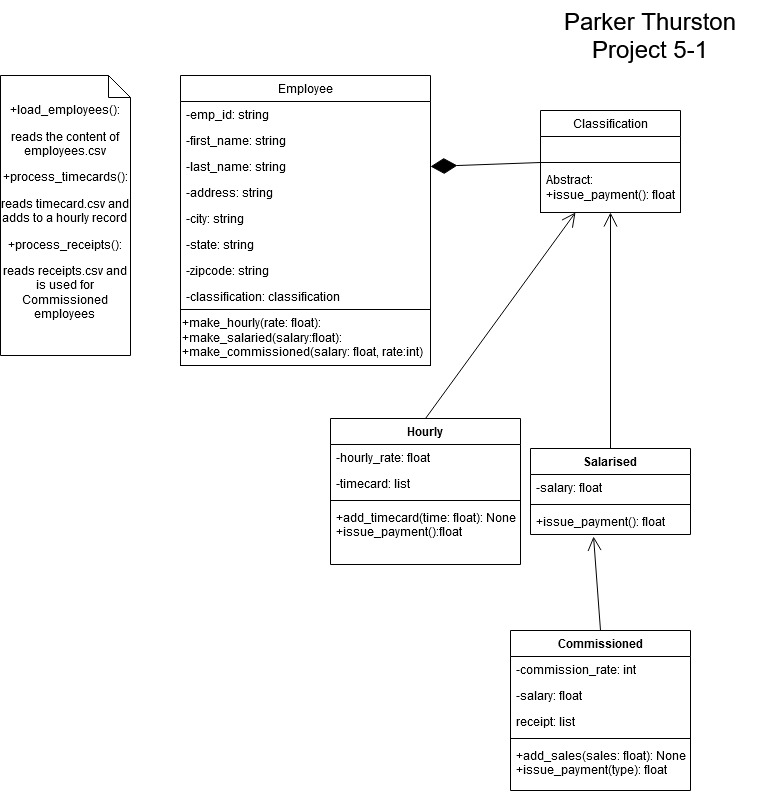 Parker Thurston
Project 5-1
+load_employees():
reads the content of
employees.csv
+process_timecards():
reads timecard.csv and
adds to a hourly record
+process_receipts():
reads receipts.csv and
is used for
Commissioned
employees
Employee
-emp_id: string
-first_name: string
-last_name: string
-address: string
-city: string
-state: string
-zipcode: string
-classification: classification
+make_hourly(rate: float):
+make_salaried(salary:float):
+make_commissioned(salary: float, rate:int)
Classification
Abstract:
+issue_payment(): float
Hourly
-hourly_rate: float
-timecard: list
+add_timecard(time: float): None
+issue_payment():float
Salarised
-salary: float
+issue_payment(): float
Commissioned
-commission_rate: int
-salary: float
receipt: list
+add_sales(sales: float): None
+issue_payment(type): float